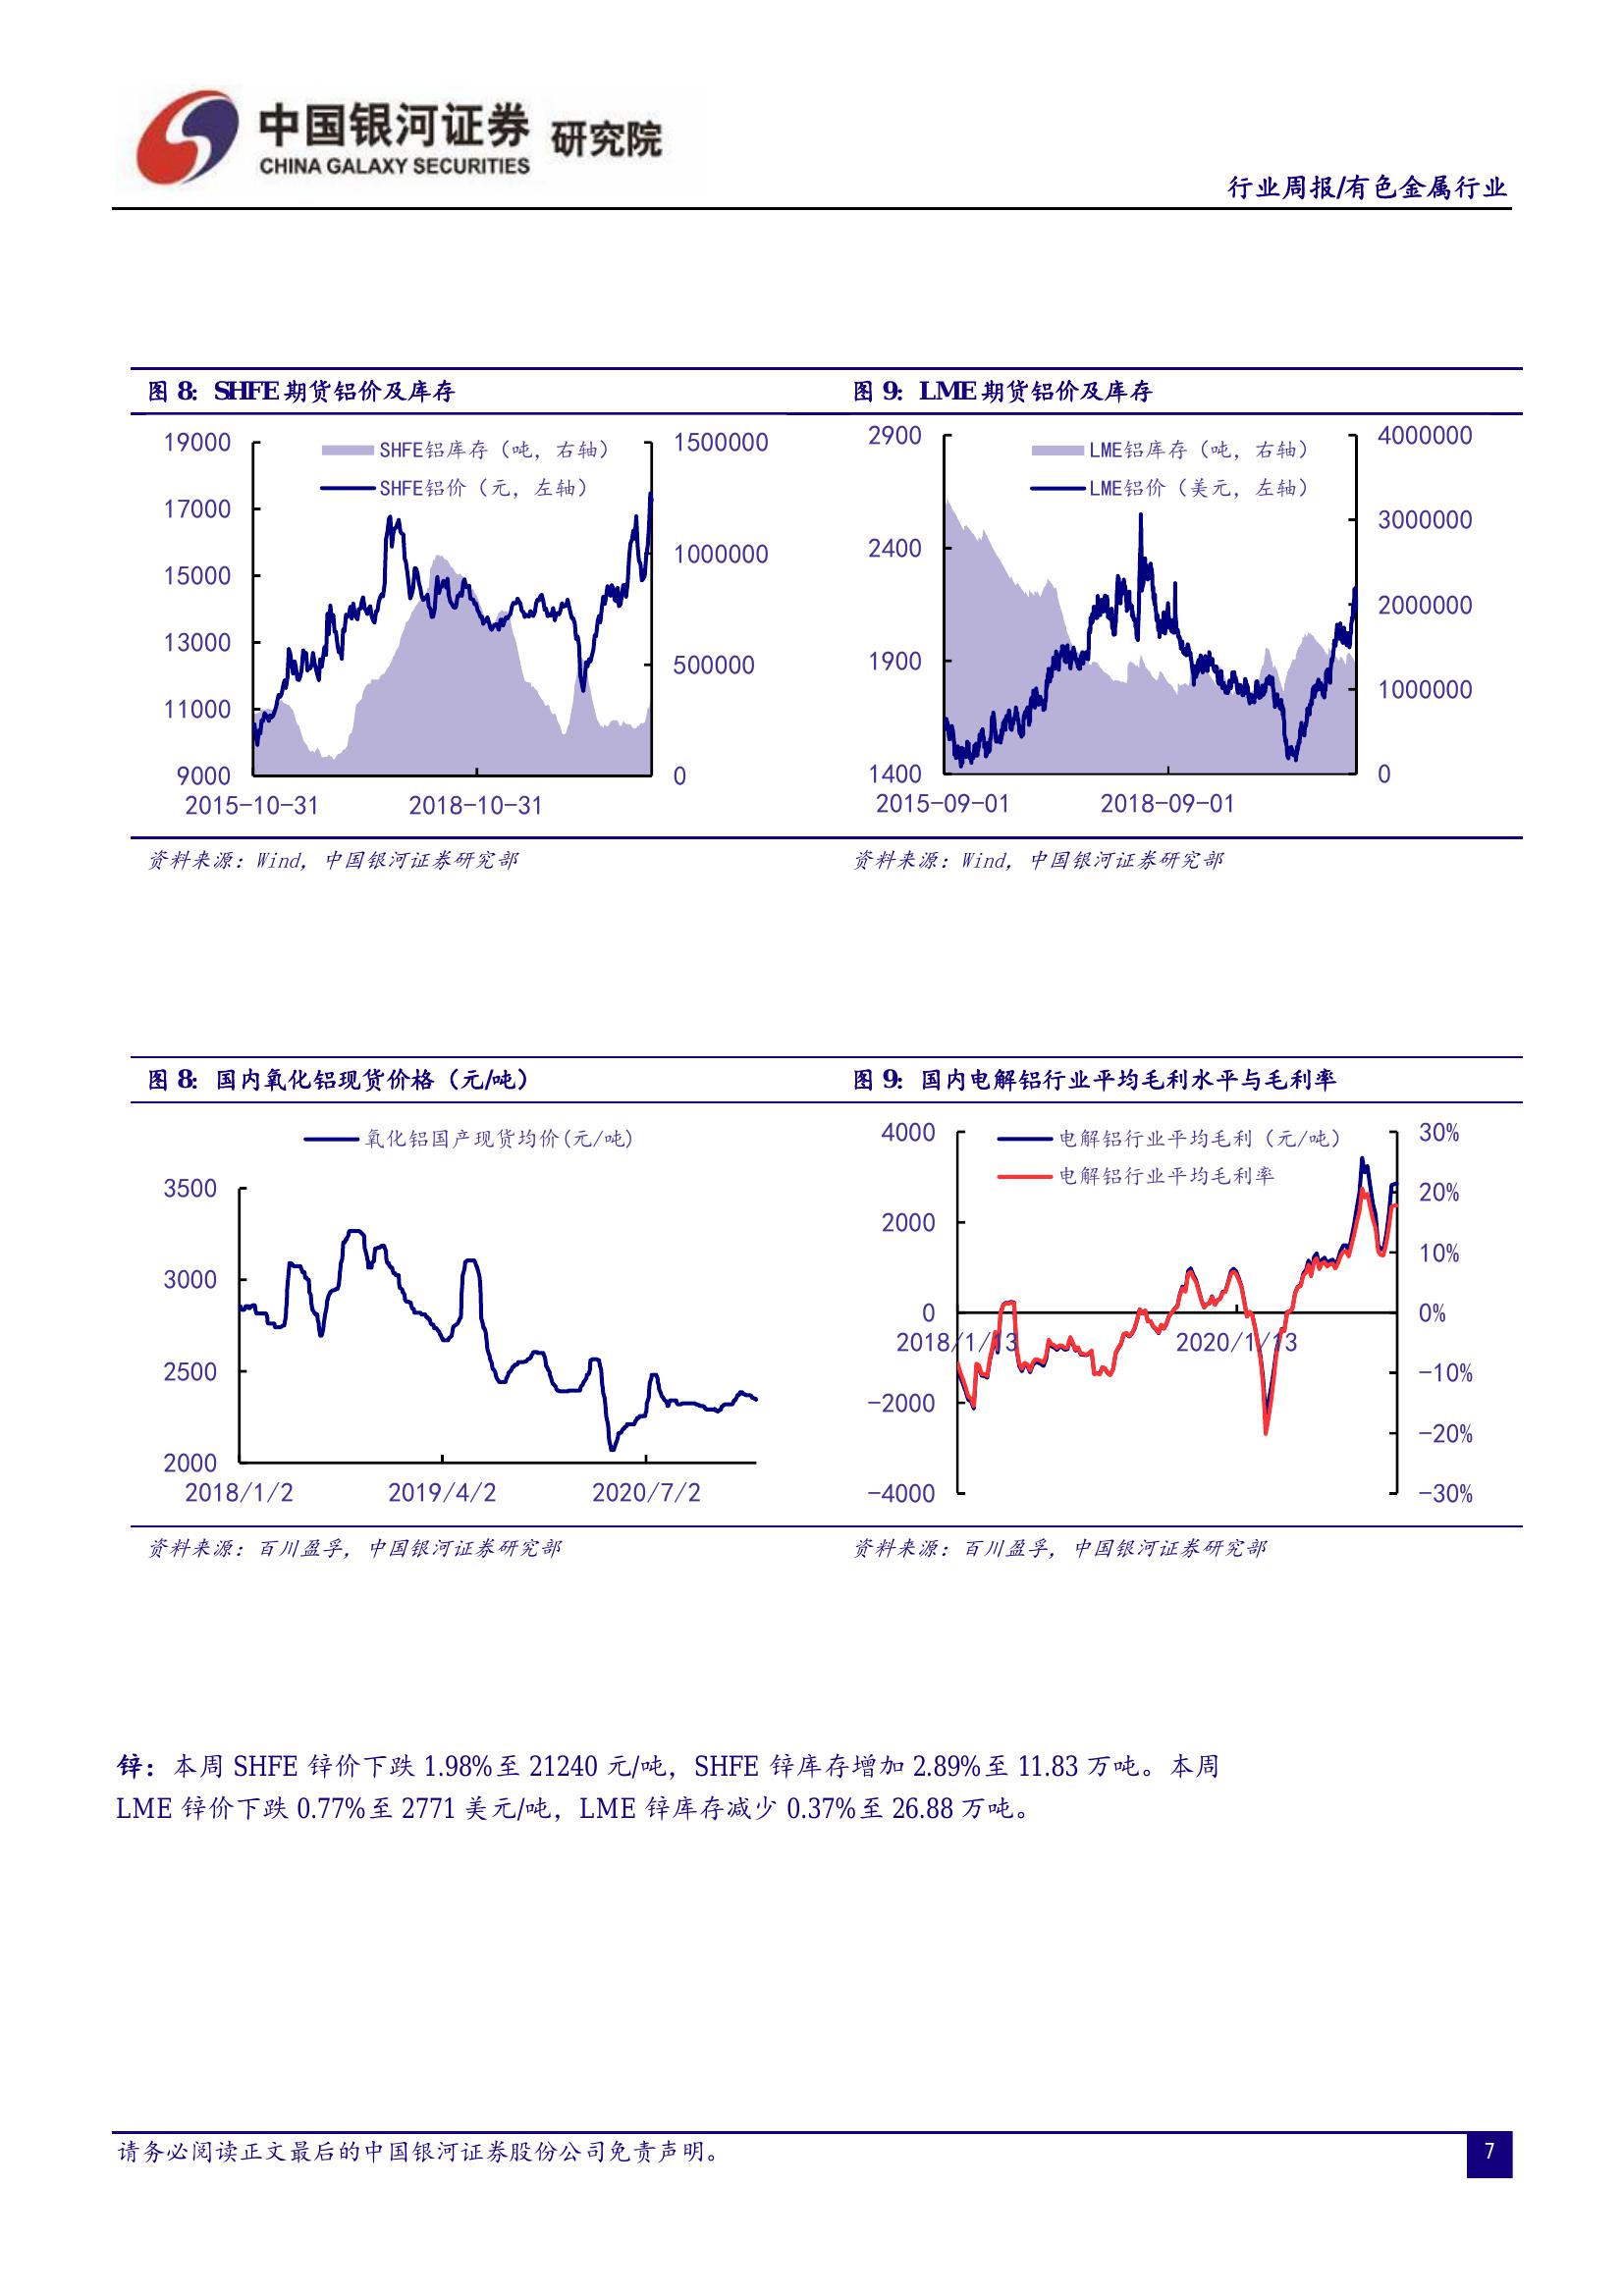 中国银河证券 研究院
CHINA GALAXY SECURITIES
行业周报/有色金属行业
图 8: SHFE 期货铝价及库存
19000
17000
15000
13000
11000
9000
SHFE铝库存（吨，右轴）
SHFE铝价（元，左轴）
1500000
1000000
500000
0
2015-10-31 2018-10-31
资料来源：Wind, 中国银河证券研究部
图 9: LME 期货铝价及库存
2900
2400
1900
1400
LME铝库存（吨，右轴）
LME铝价（美元，左轴）
4000000
3000000
2000000
1000000
0
2015-09-01 2018-09-01
资料来源：Wind, 中国银河证券研究部
图 8: 国内氧化铝现货价格（元/吨）
氧化铝国产现货均价(元/吨)
3500
3000
2500
2000
2018/1/2 2019/4/2 2020/7/2
资料来源：百川盈孚, 中国银河证券研究部
图 9: 国内电解铝行业平均毛利水平与毛利率
4000
2000
0
-2000
-4000
电解铝行业平均毛利（元/吨）
电解铝行业平均毛利率
30%
20%
10%
0%
-10%
-20%
-30%
2018/1/13 2020/1/13
资料来源：百川盈孚, 中国银河证券研究部
锌：本周 SHFE 锌价下跌 1.98%至 21240 元/吨，SHFE 锌库存增加 2.89%至 11.83 万吨。本周
LME 锌价下跌 0.77%至 2771 美元/吨，LME 锌库存减少 0.37%至 26.88 万吨。
请务必阅读正文最后的中国银河证券股份公司免责声明。
7